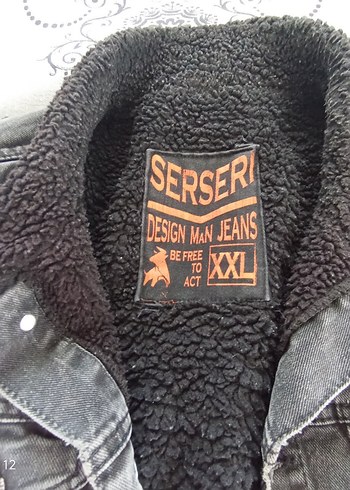 SERSERI
DESIGN MAN JEANS
BE FREE
TO
ACT
XXL
12